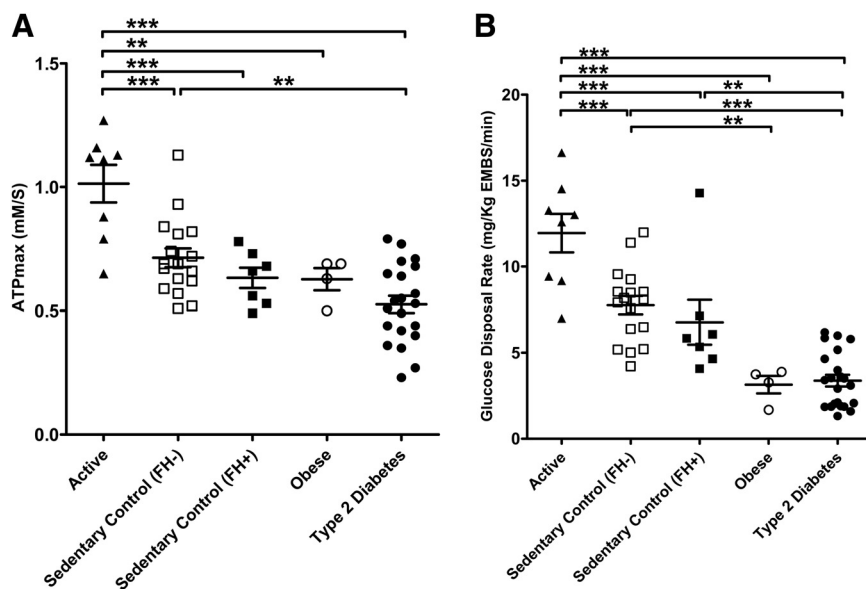 A
***
**
***
*** **
1.5
1.0
0.5
0.0
ATPmax (mM/S)
Active
Sedentary Control (FH-)
Sedentary Control (FH+)
Obese
Type 2 Diabetes
B
***
***
*** **
*** ***
**
20
15
10
5
0
Glucose Disposal Rate (mg/Kg EMBS/min)
Active
Sedentary Control (FH-)
Sedentary Control (FH+)
Obese
Type 2 Diabetes